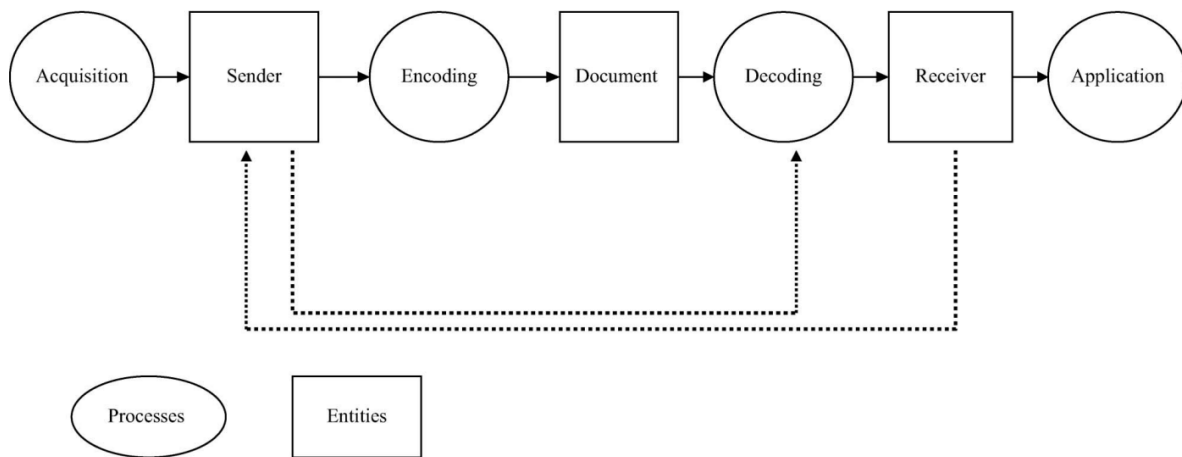 Acquisition
Sender
Encoding
Document
Decoding
Receiver
Application
Processes
Entities